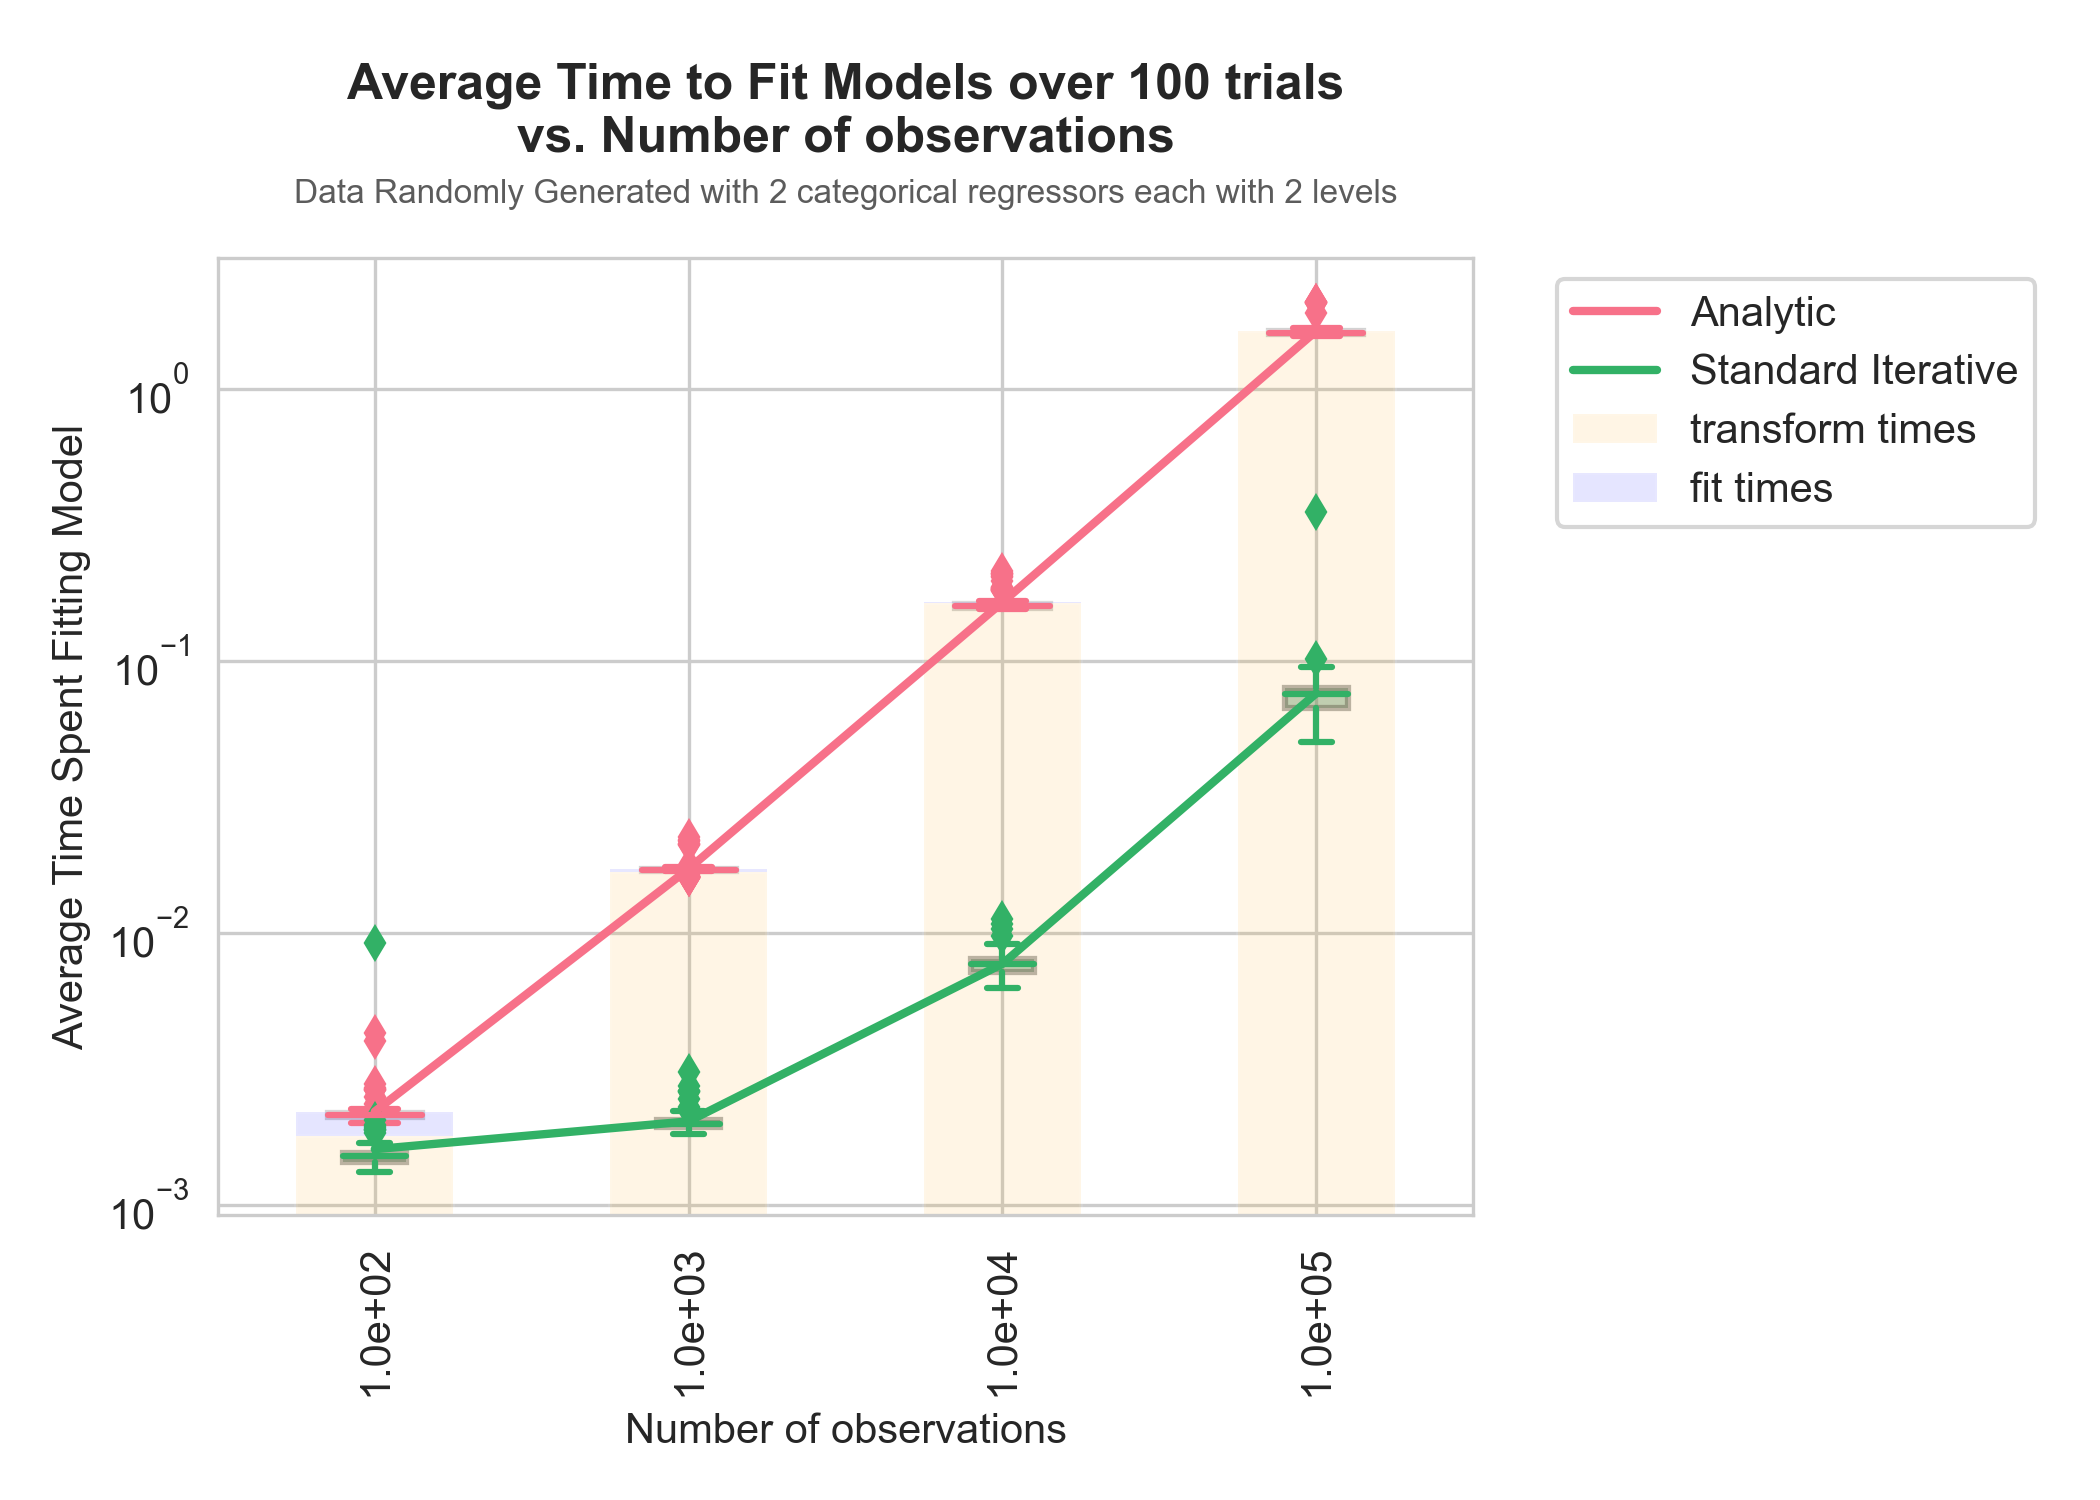 Average Time to Fit Models over 100 trials
vs. Number of observations
Data Randomly Generated with 2 categorical regressors each with 2 levels
Analytic
Standard Iterative
transform times
fit times
Average Time Spent Fitting Model
10⁰
10⁻¹
10⁻²
10⁻³
1.0e+02
1.0e+03
1.0e+04
1.0e+05
Number of observations